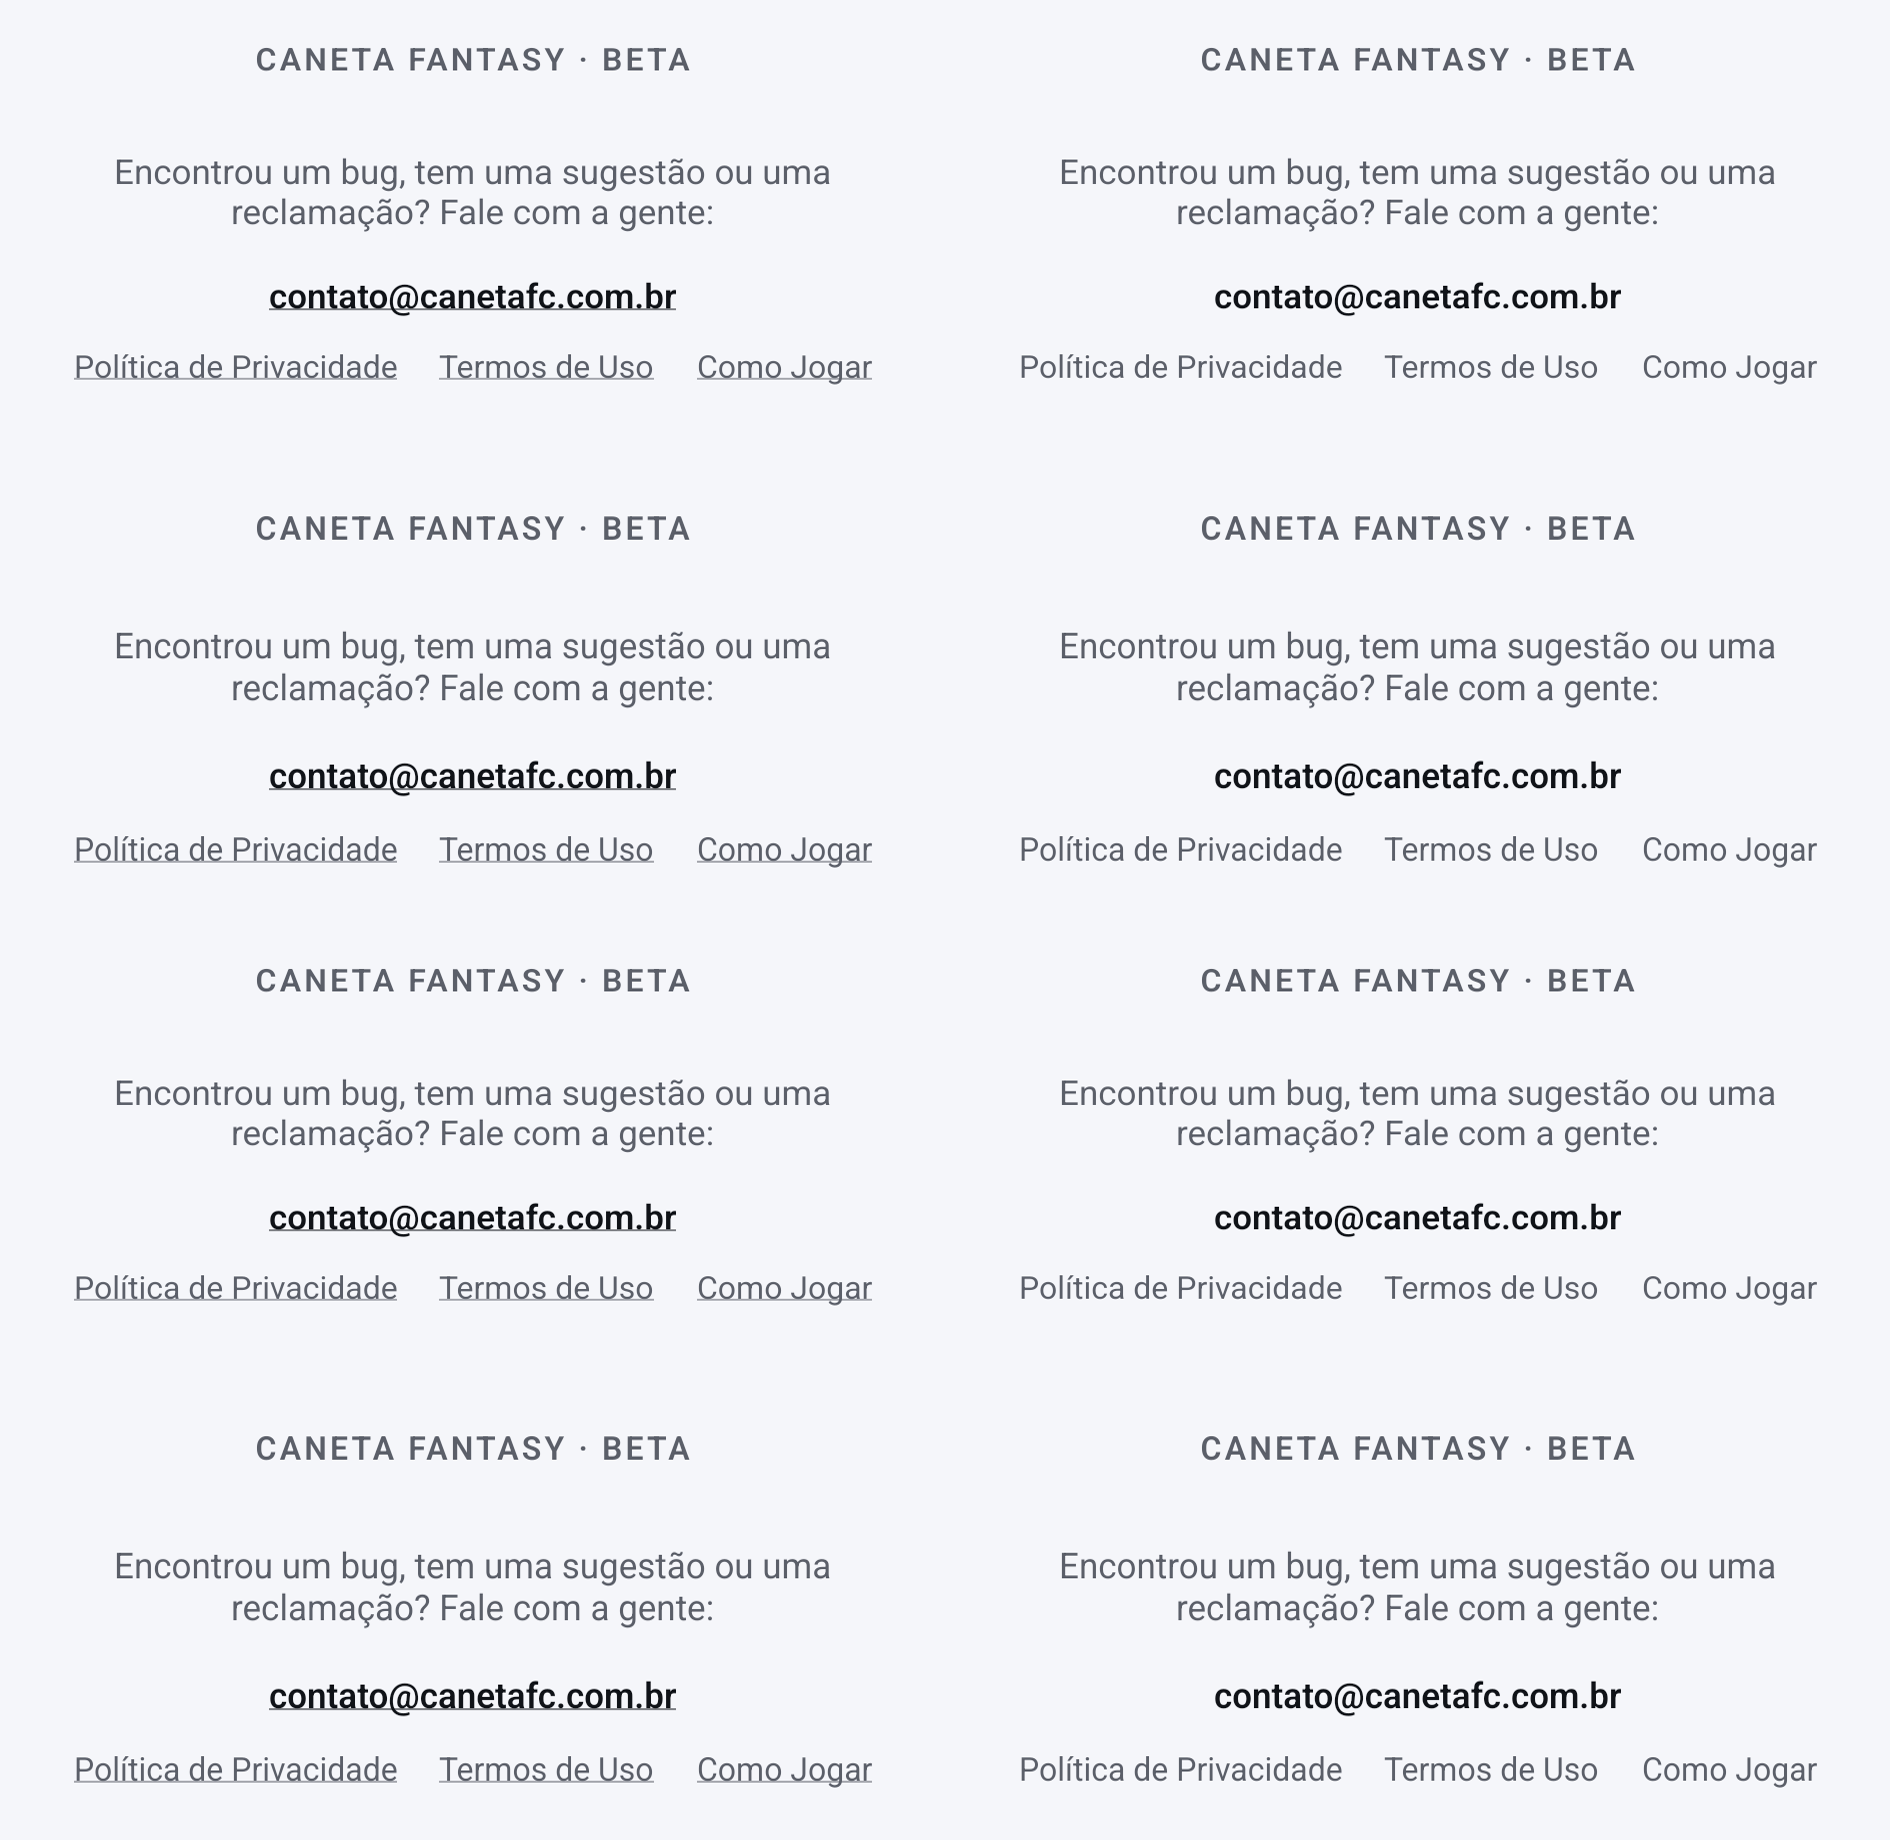 CANETA FANTASY · BETA
Encontrou um bug, tem uma sugestão ou uma
reclamação? Fale com a gente:
contato@canetafc.com.br
Política de Privacidade Termos de Uso Como Jogar
CANETA FANTASY · BETA
Encontrou um bug, tem uma sugestão ou uma
reclamação? Fale com a gente:
contato@canetafc.com.br
Política de Privacidade Termos de Uso Como Jogar
CANETA FANTASY · BETA
Encontrou um bug, tem uma sugestão ou uma
reclamação? Fale com a gente:
contato@canetafc.com.br
Política de Privacidade Termos de Uso Como Jogar
CANETA FANTASY · BETA
Encontrou um bug, tem uma sugestão ou uma
reclamação? Fale com a gente:
contato@canetafc.com.br
Política de Privacidade Termos de Uso Como Jogar
CANETA FANTASY · BETA
Encontrou um bug, tem uma sugestão ou uma
reclamação? Fale com a gente:
contato@canetafc.com.br
Política de Privacidade Termos de Uso Como Jogar
CANETA FANTASY · BETA
Encontrou um bug, tem uma sugestão ou uma
reclamação? Fale com a gente:
contato@canetafc.com.br
Política de Privacidade Termos de Uso Como Jogar
CANETA FANTASY · BETA
Encontrou um bug, tem uma sugestão ou uma
reclamação? Fale com a gente:
contato@canetafc.com.br
Política de Privacidade Termos de Uso Como Jogar
CANETA FANTASY · BETA
Encontrou um bug, tem uma sugestão ou uma
reclamação? Fale com a gente:
contato@canetafc.com.br
Política de Privacidade Termos de Uso Como Jogar